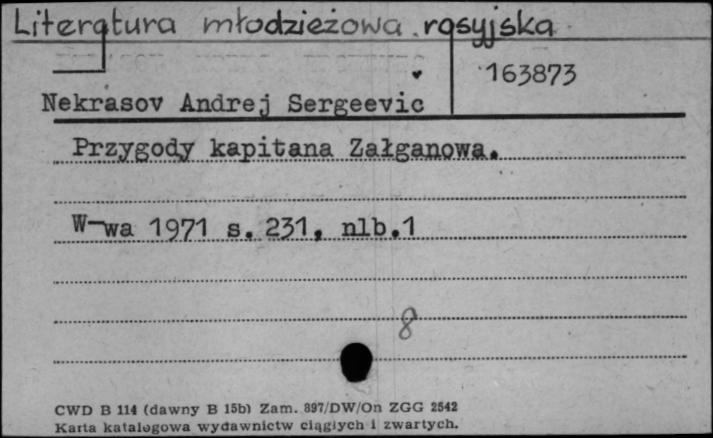 Literatura młodzieżowa rosyjska
163873
Nekrasov Andrej Sergeevic
Przygody kapitana Załganowa.
W-wa 1971 s. 231, nlb.1
8
CWD B 114 (dawny B 15b) Zam. 897/DW/On ZGG 2542
Karta katalogowa wydawnictw ciągłych i zwartych.